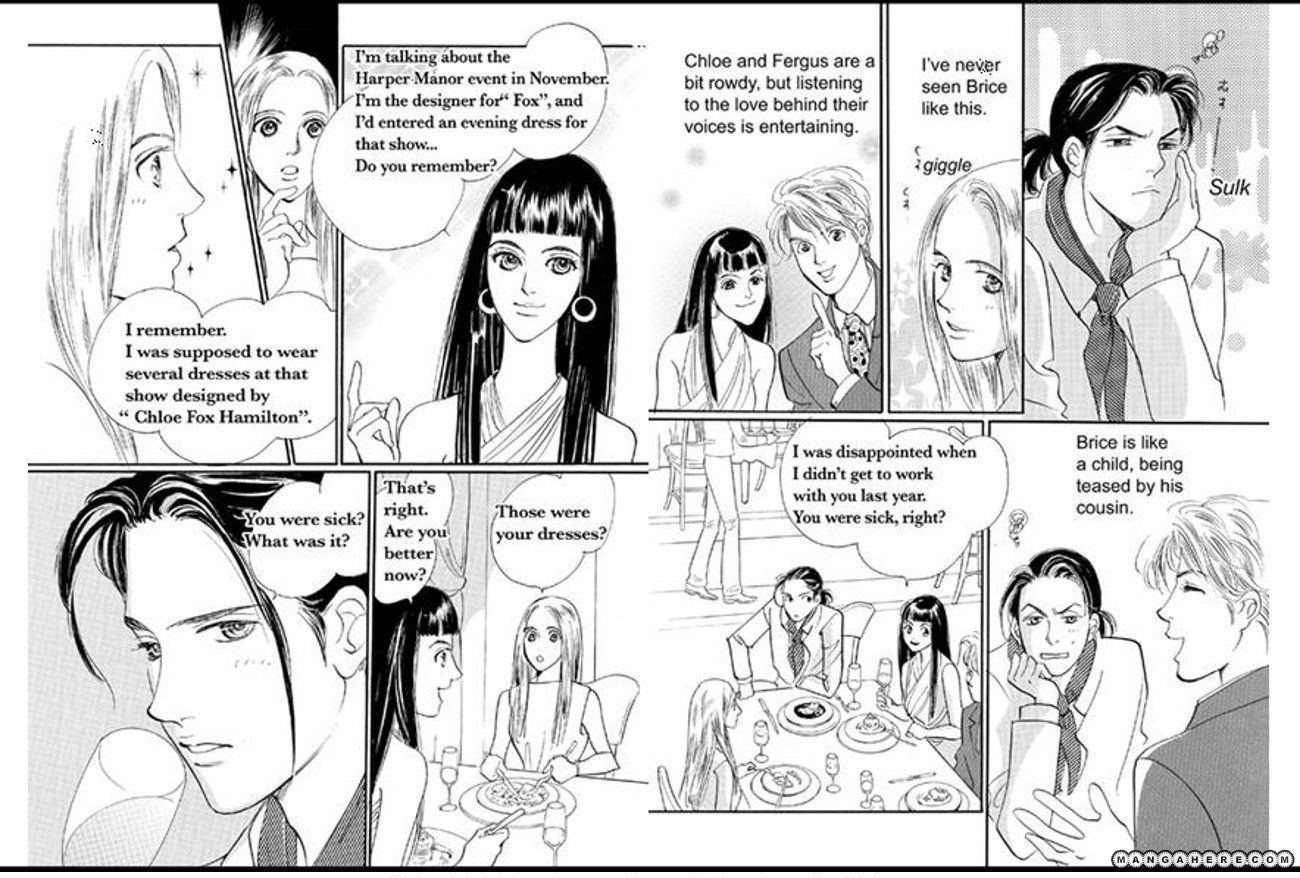 Sulk
I've never
seen Brice
like this.
giggle
Chloe and Fergus are a
bit rowdy, but listening
to the love behind their
voices is entertaining.
Brice is like
a child, being
teased by his
cousin.
I was disappointed when
I didn't get to work
with you last year.
You were sick, right?
I'm talking about the
Harper Manor event in November.
I'm the designer for“ Fox”, and
I'd entered an evening dress for
that show...
Do you remember?
I remember.
I was supposed to wear
several dresses at that
show designed by
“ Chloe Fox Hamilton”.
Those were
your dresses?
That's
right.
Are you
better
now?
You were sick?
What was it?
MANGAHERE.COM